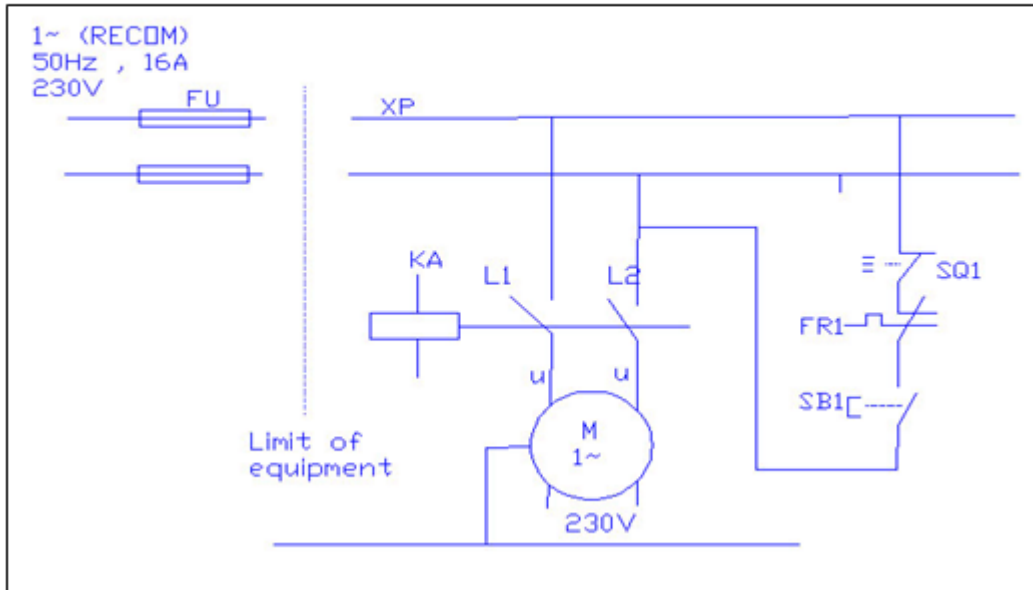 1~ (RECOM)
50Hz , 16A
230V
FU
XP
KA
L1
L2
SQ1
FR1
SB1
u
u
M
1~
230V
Limit of
equipment